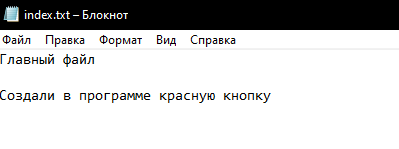 index.txt – Блокнот
Файл Правка Формат Вид Справка
Главный файл
Создали в программе красную кнопку